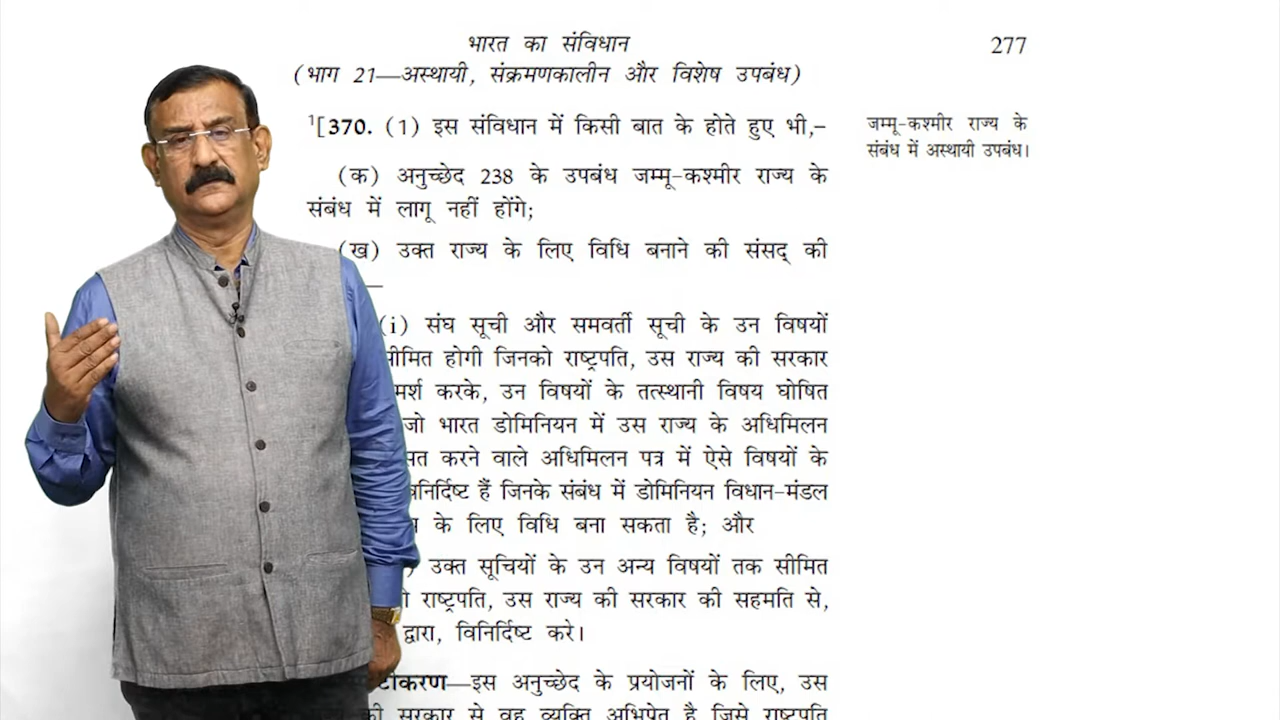 भारत का संविधान
277
(भाग 21—अस्थायी, संक्रमणकालीन और विशेष उपबंध)
¹[370. (1) इस संविधान में किसी बात के होते हुए भी,–
जम्मू-कश्मीर राज्य के
संबंध में अस्थायी उपबंध।
(क) अनुच्छेद 238 के उपबंध जम्मू-कश्मीर राज्य के
संबंध में लागू नहीं होंगे;
(ख) उक्त राज्य के लिए विधि बनाने की संसद् की
(i) संघ सूची और समवर्ती सूची के उन विषयों
होगी जिनको राष्ट्रपति, उस राज्य की सरकार
करके, उन विषयों के तत्स्थानी विषय घोषित
जो भारत डोमिनियन में उस राज्य के अधिमिलन
करने वाले अधिमिलन पत्र में ऐसे विषयों के
हैं जिनके संबंध में डोमिनियन विधान-मंडल
के लिए विधि बना सकता है; और
उक्त सूचियों के उन अन्य विषयों तक सीमित
राष्ट्रपति, उस राज्य की सरकार की सहमति से,
द्वारा, विनिर्दिष्ट करे।
—इस अनुच्छेद के प्रयोजनों के लिए, उस
की सरकार से वह व्यक्ति अभिप्रेत है जिसे राष्ट्रपति